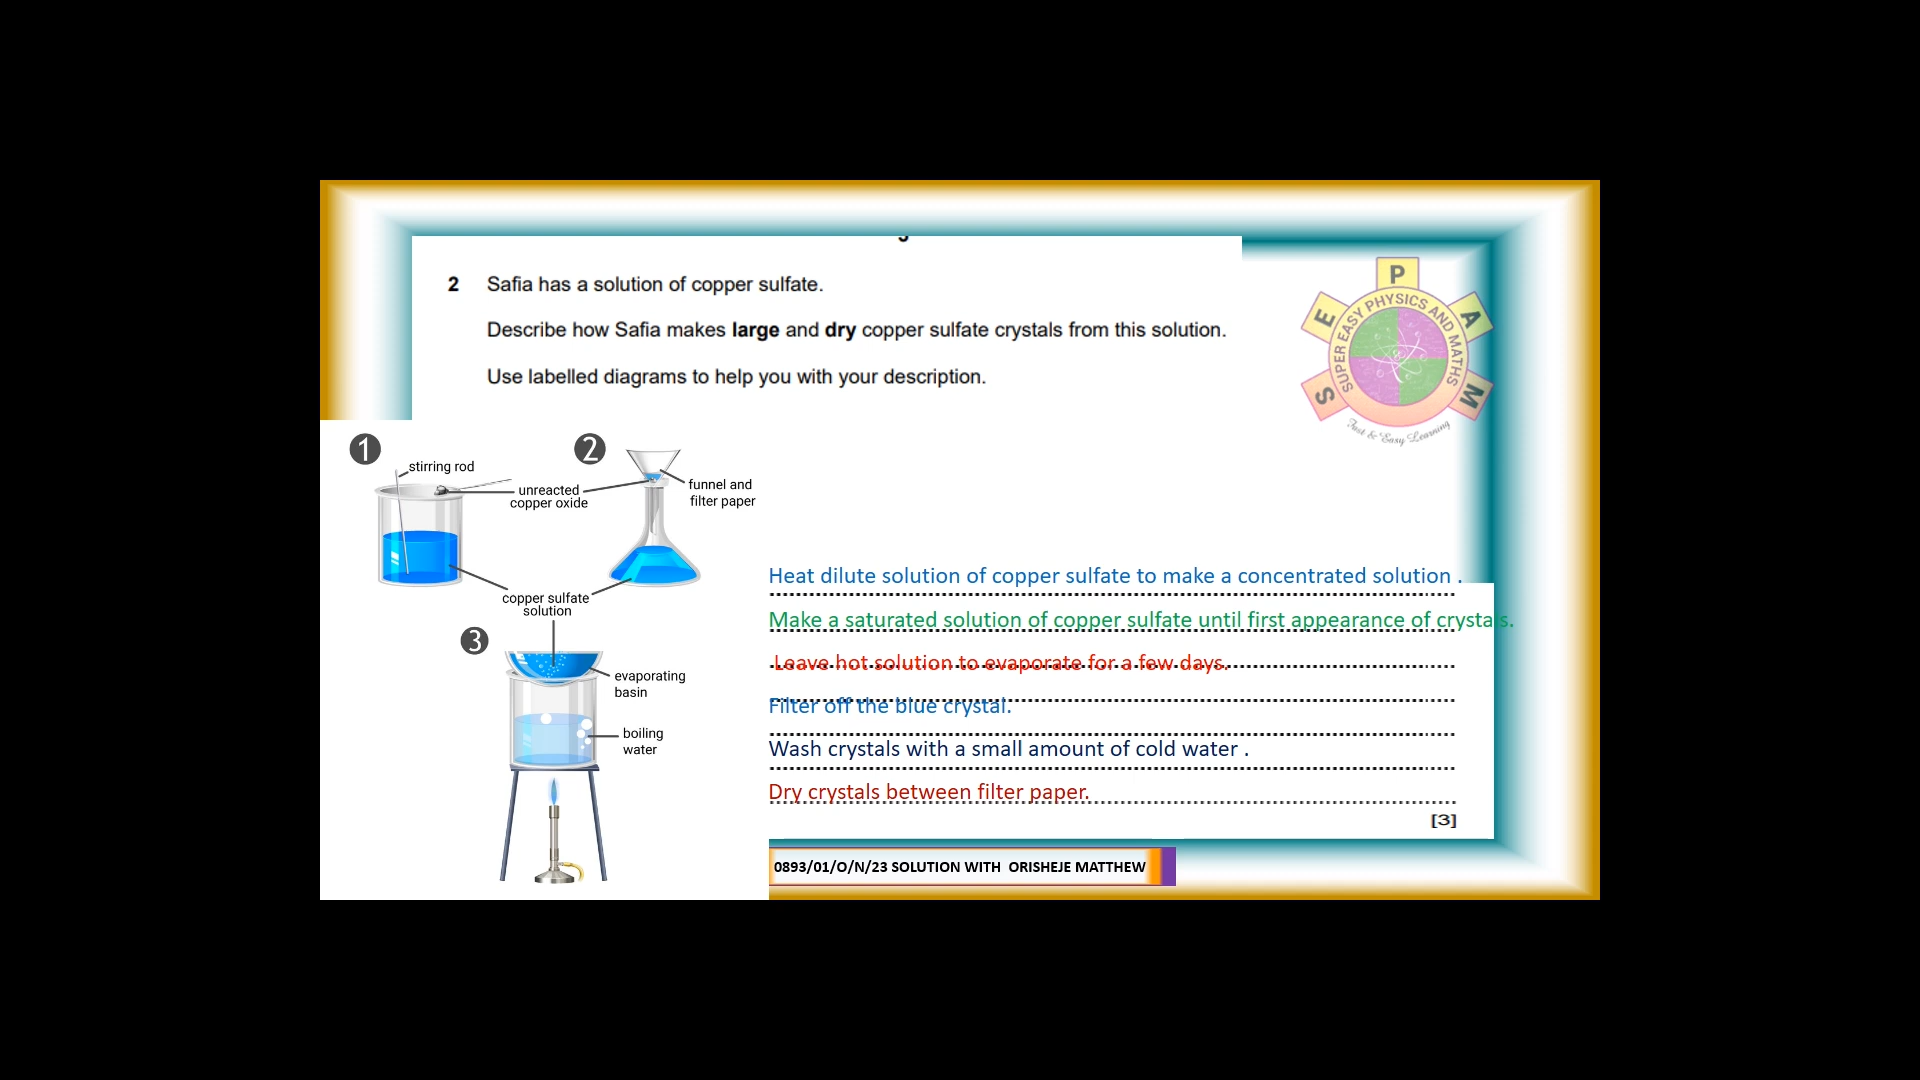 2 Safia has a solution of copper sulfate.
Describe how Safia makes large and dry copper sulfate crystals from this solution.
Use labelled diagrams to help you with your description.
S E P A M
SUPER EASY PHYSICS AND MATHS
Fast & Easy Learning
1
stirring rod
unreacted
copper oxide
2
funnel and
filter paper
copper sulfate
solution
3
evaporating
basin
boiling
water
Heat dilute solution of copper sulfate to make a concentrated solution .
Make a saturated solution of copper sulfate until first appearance of crystals.
Leave hot solution to evaporate for a few days.
Filter off the blue crystal.
Wash crystals with a small amount of cold water .
Dry crystals between filter paper.
[3]
0893/01/O/N/23 SOLUTION WITH ORISHEJE MATTHEW